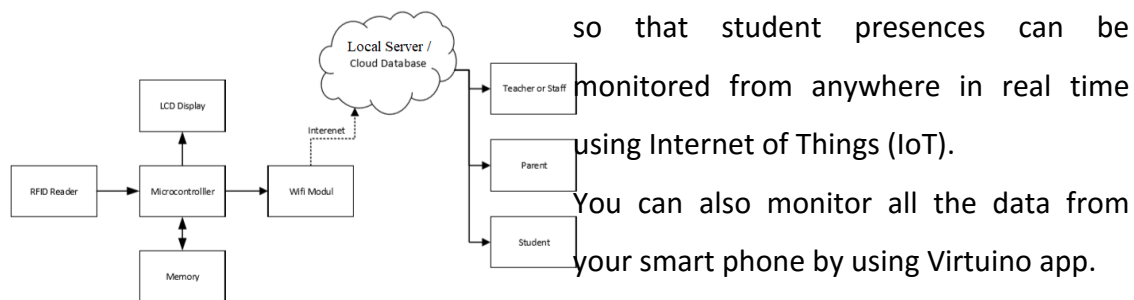 Local Server /
Cloud Database
LCD Display
Interenet
RFID Reader
Microcontrolller
Wifi Modul
Memory
Teacher or Staff
Parent
Student
so that student presences can be
monitored from anywhere in real time
using Internet of Things (IoT).
You can also monitor all the data from
your smart phone by using Virtuino app.